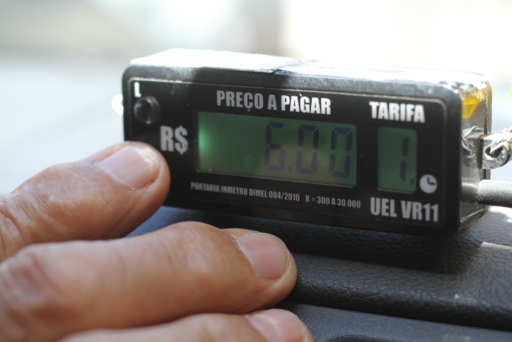 L
PREÇO A PAGAR TARIFA
R$ 6.00 1.
PORTARIA INMETRO DIMEL 004/2010 K = 300 A 30.000
UEL VR11